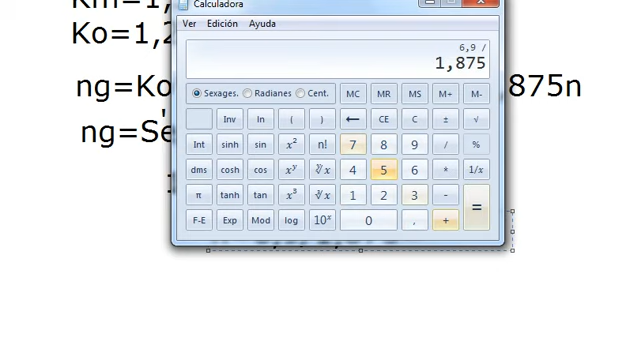 Calculadora
Ko=1,2
Ver Edición Ayuda
6,9 /
1,875
ng=Ko 875n
Sexages. Radianes Cent. MC MR MS M+ M-
Inv ln ( ) ← CE C ± √
ng=Se
Int sinh sin x² n! 7 8 9 / %
dms cosh cos xʸ ʸ√x 4 5 6 * 1/x
π tanh tan x³ ³√x 1 2 3 - =
F-E Exp Mod log 10ˣ 0 , +